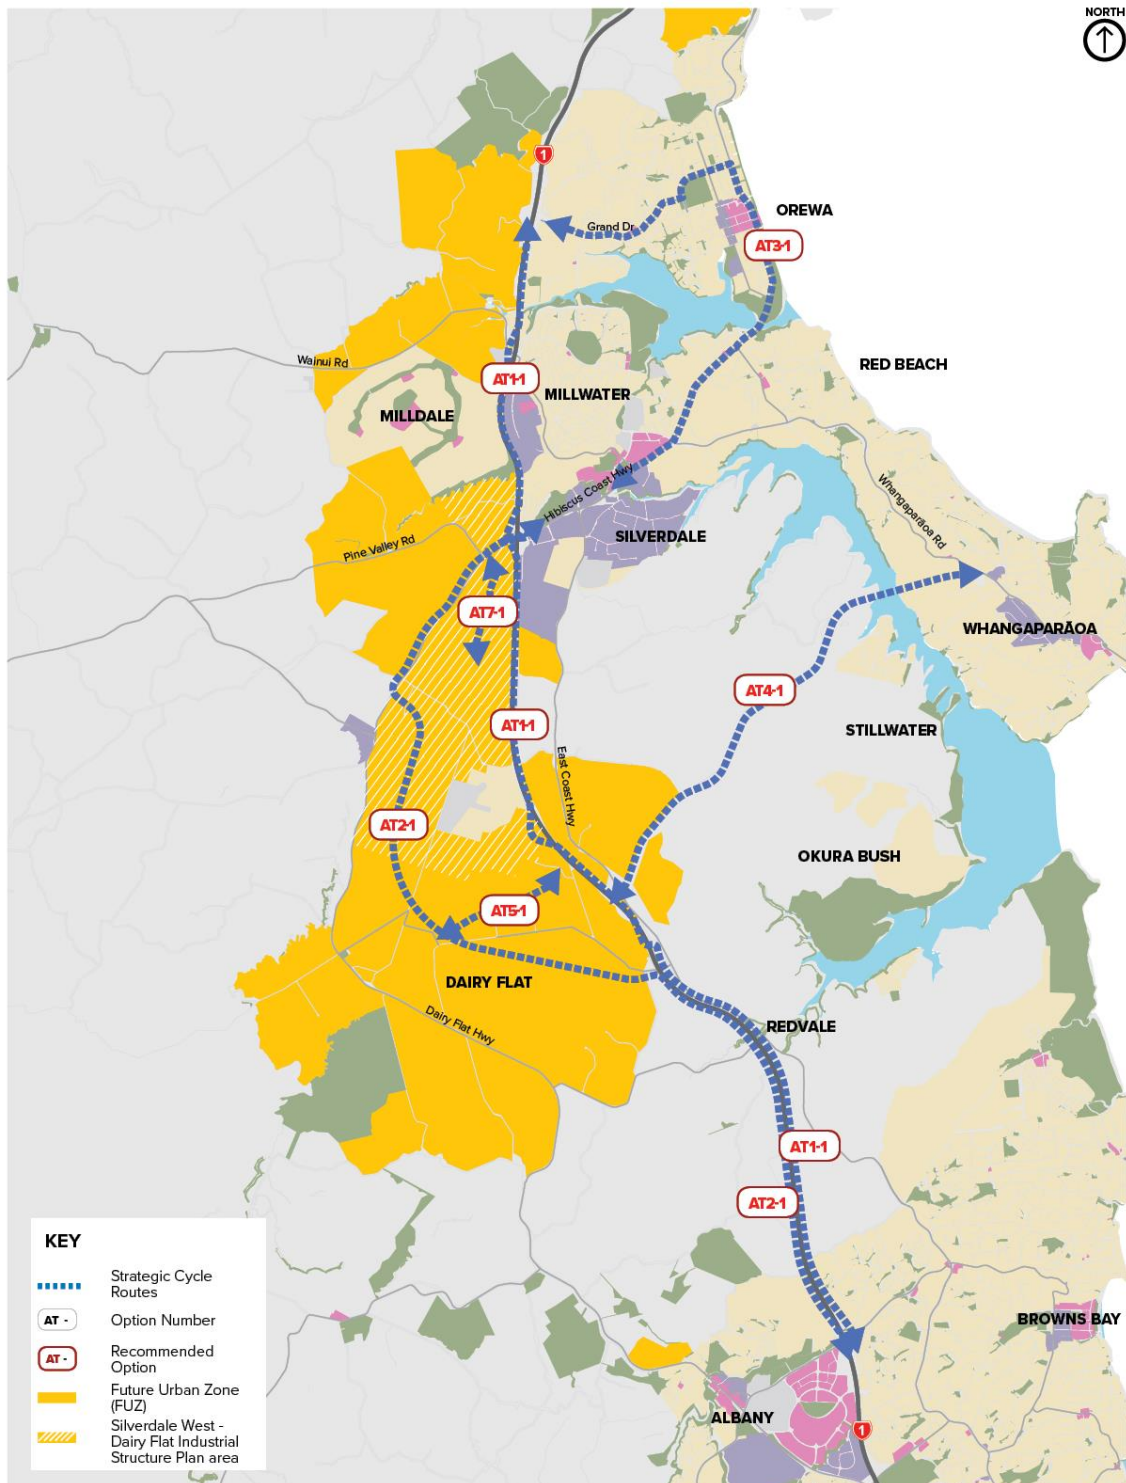 NORTH
1
OREWA
Grand Dr
AT3-1
RED BEACH
Wainui Rd
AT1-1
MILLWATER
MILLDALE
Hibiscus Coast Hwy
Whangaparāoa Rd
SILVERDALE
Pine Valley Rd
AT7-1
WHANGAPARĀOA
AT4-1
AT1-1
STILLWATER
East Coast Hwy
AT2-1
OKURA BUSH
AT5-1
DAIRY FLAT
Dairy Flat Hwy
REDVALE
AT1-1
AT2-1
BROWNS BAY
ALBANY
1
KEY
Strategic Cycle
Routes
AT -
Option Number
AT -
Recommended
Option
Future Urban Zone
(FUZ)
Silverdale West -
Dairy Flat Industrial
Structure Plan area